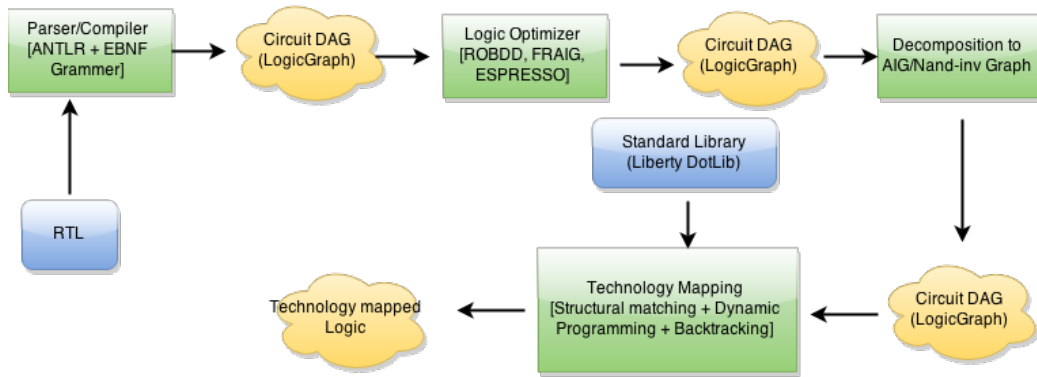 Parser/Compiler
[ANTLR + EBNF
Grammer]
Circuit DAG
(LogicGraph)
Logic Optimizer
[ROBDD, FRAIG,
ESPRESSO]
Circuit DAG
(LogicGraph)
Decomposition to
AIG/Nand-inv Graph
Standard Library
(Liberty DotLib)
RTL
Technology mapped
Logic
Technology Mapping
[Structural matching + Dynamic
Programming + Backtracking]
Circuit DAG
(LogicGraph)